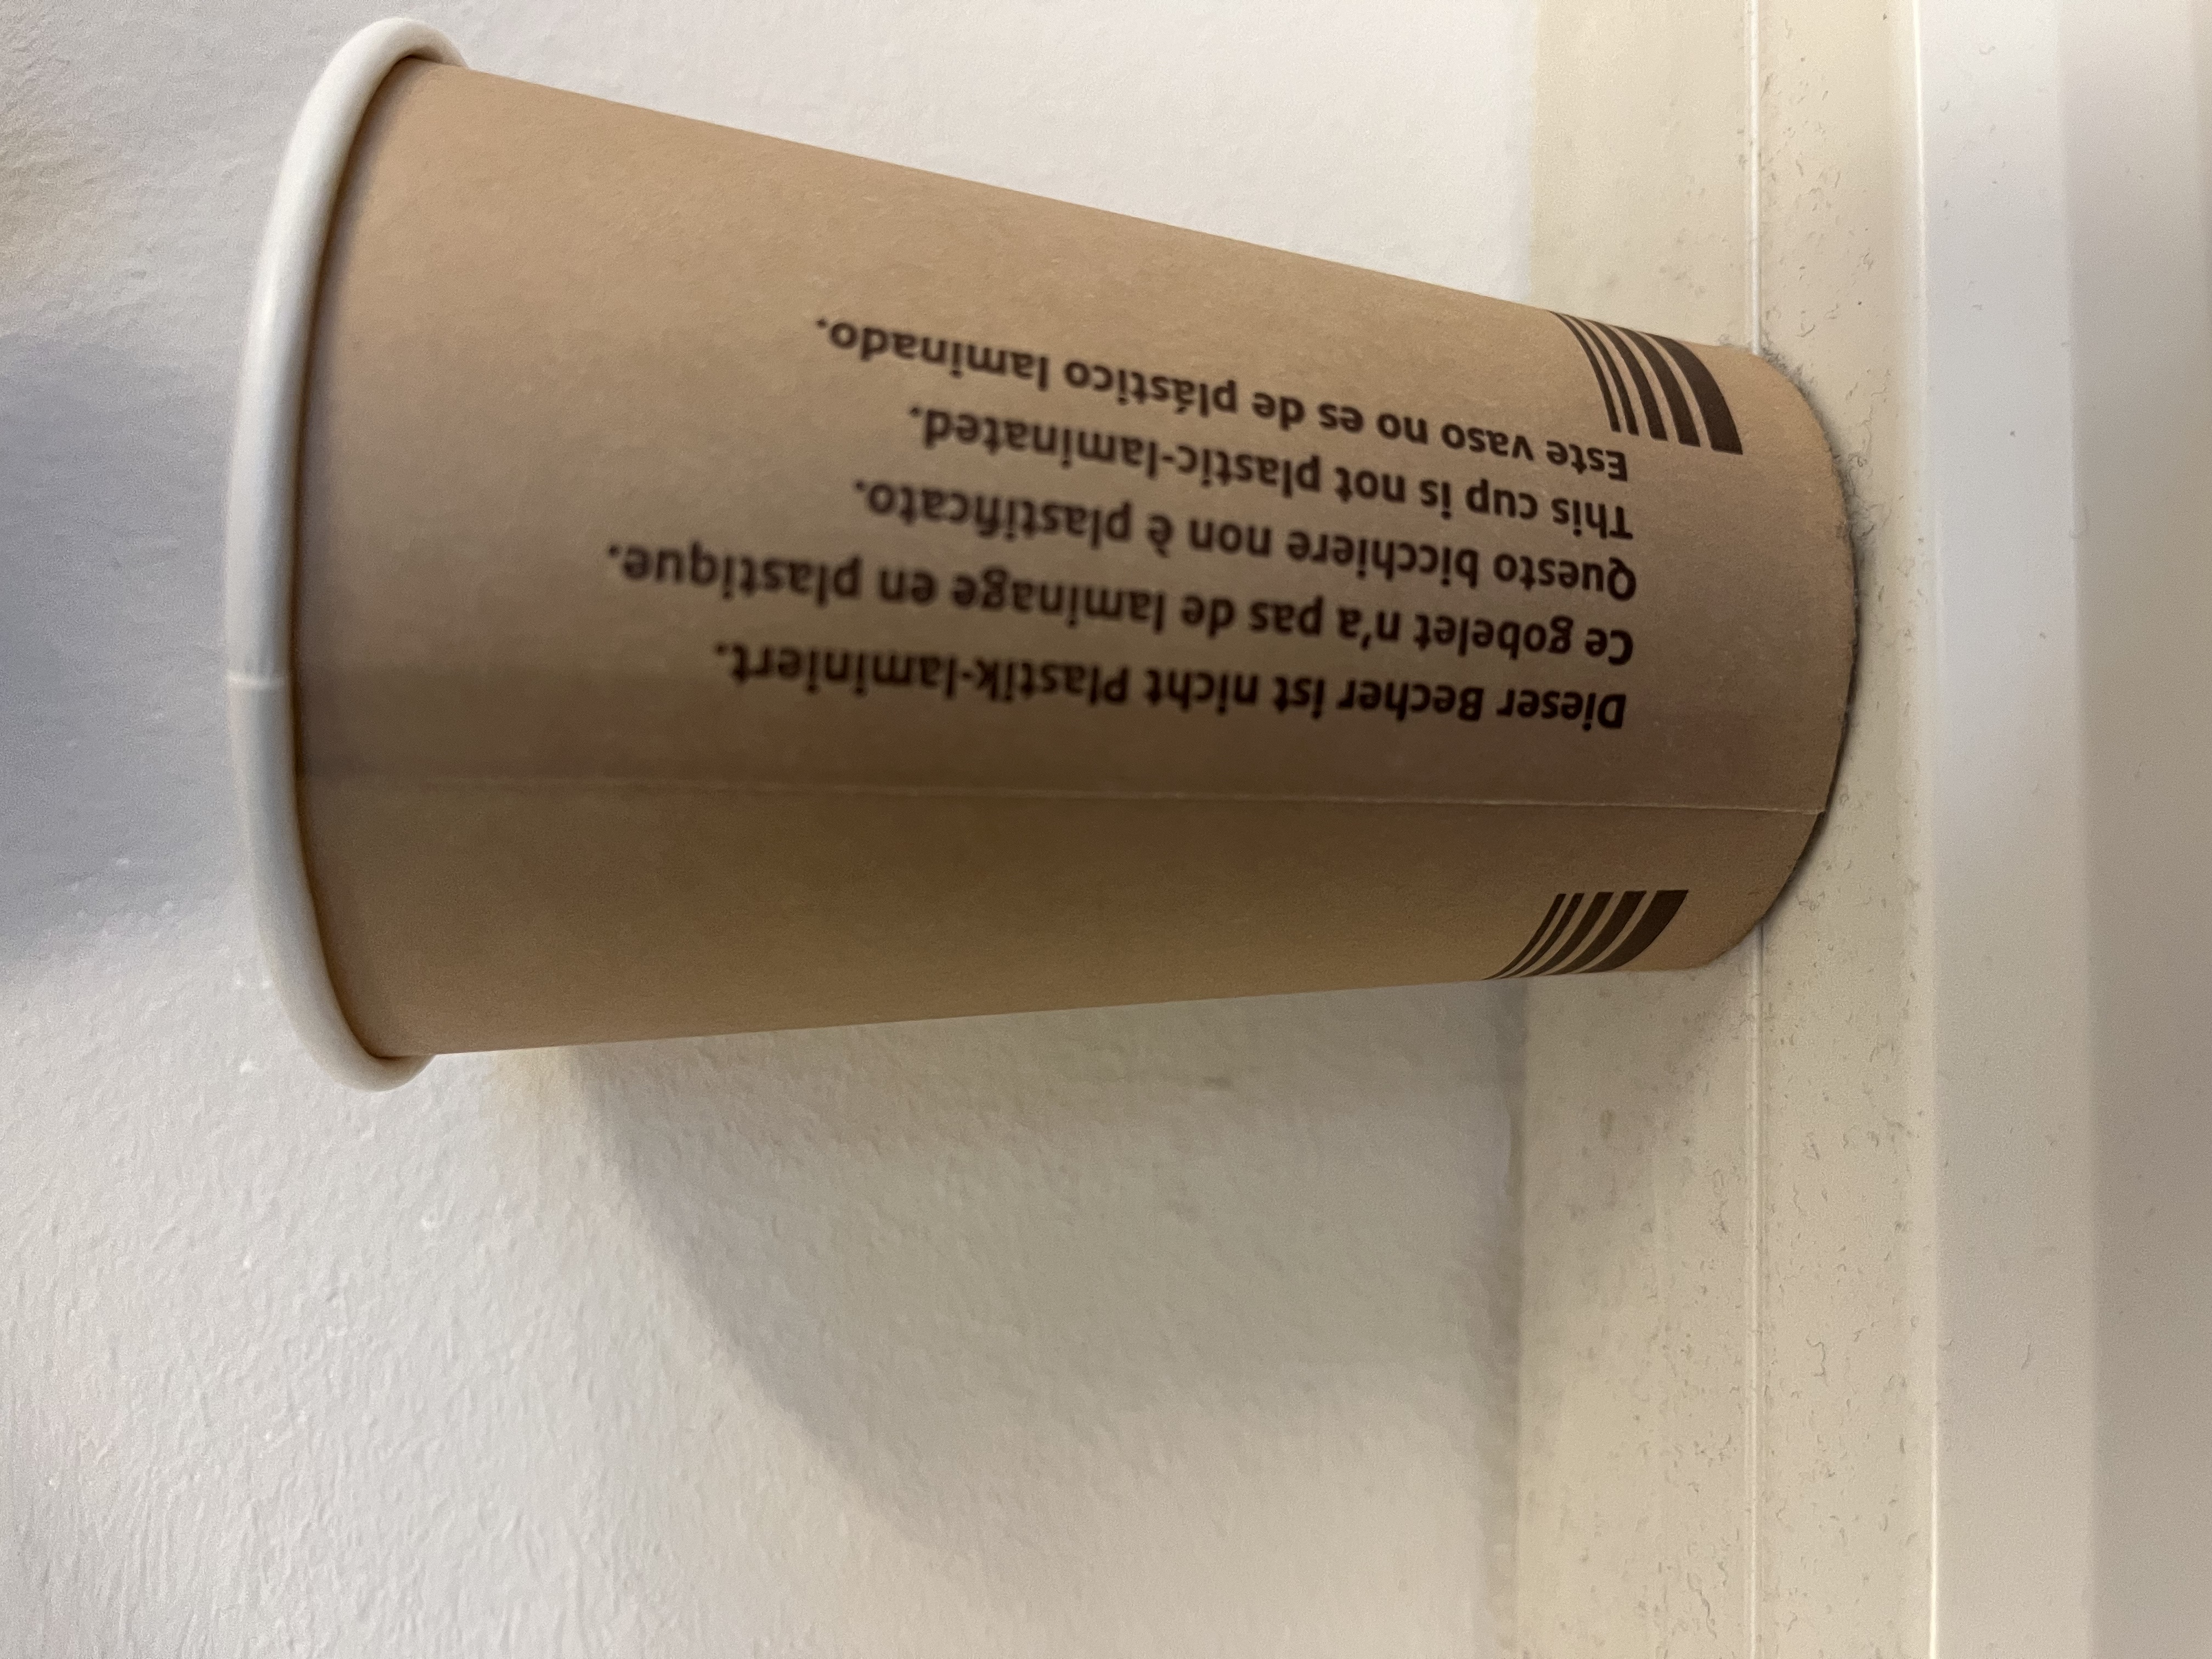 Dieser Becher ist nicht Plastik-laminiert.
Ce gobelet n'a pas de laminage en plastique.
Questo bicchiere non è plastificato.
This cup is not plastic-laminated.
Este vaso no es de plástico laminado.